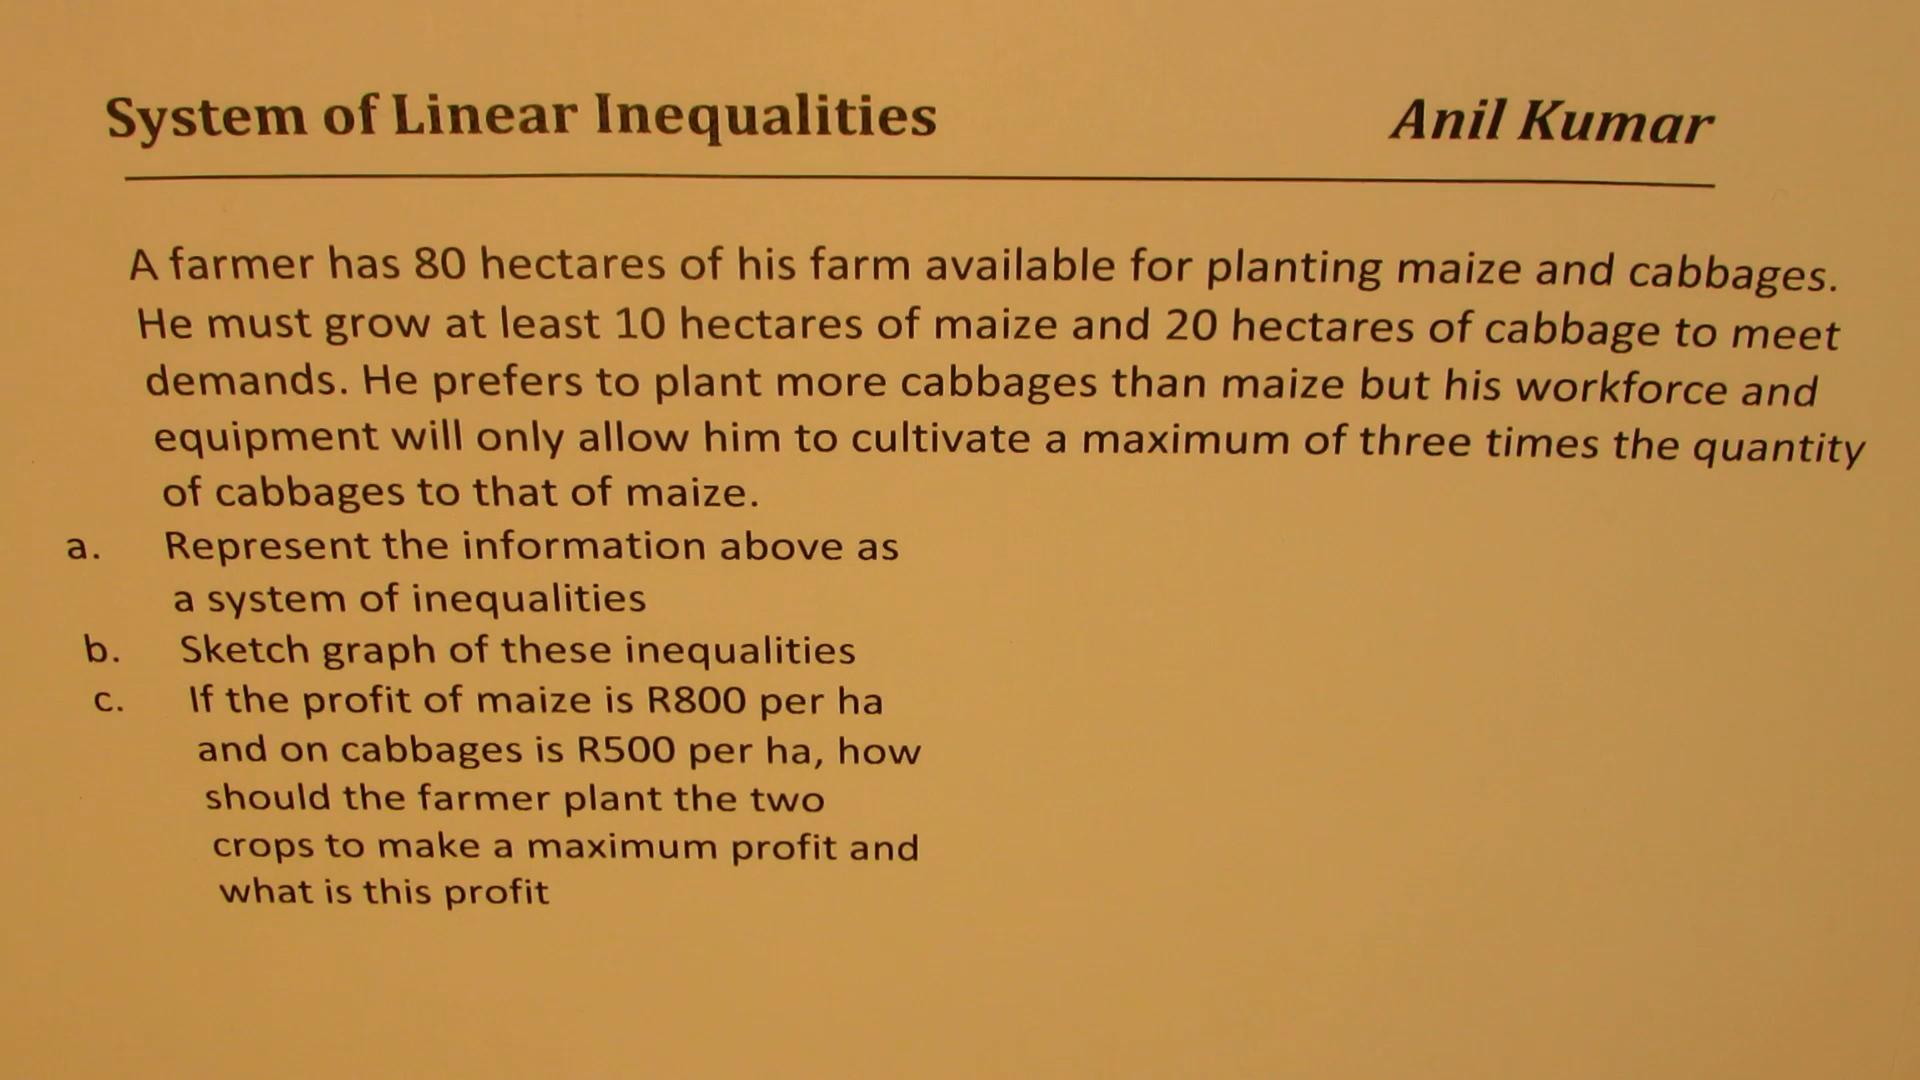 System of Linear Inequalities
Anil Kumar
A farmer has 80 hectares of his farm available for planting maize and cabbages.
He must grow at least 10 hectares of maize and 20 hectares of cabbage to meet
demands. He prefers to plant more cabbages than maize but his workforce and
equipment will only allow him to cultivate a maximum of three times the quantity
of cabbages to that of maize.
a. Represent the information above as
a system of inequalities
b. Sketch graph of these inequalities
c. If the profit of maize is R800 per ha
and on cabbages is R500 per ha, how
should the farmer plant the two
crops to make a maximum profit and
what is this profit